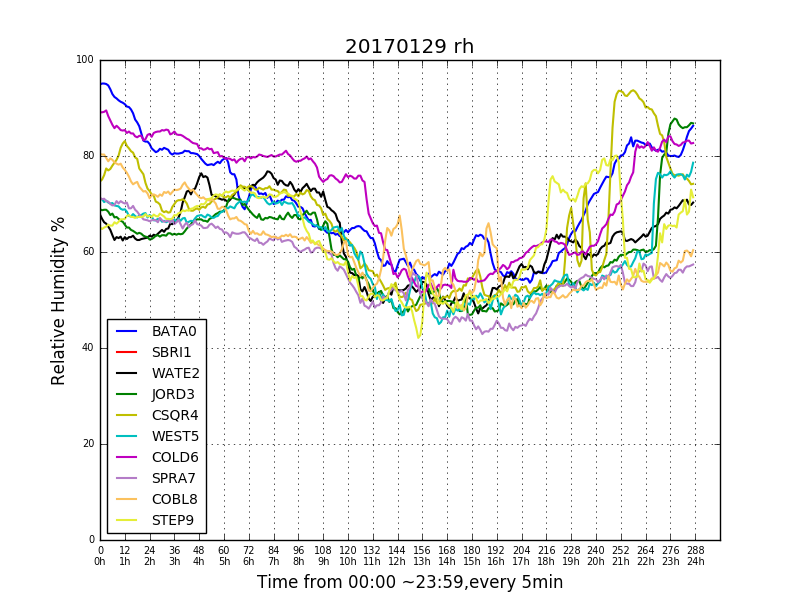 20170129 rh
Relative Humidity %
100
80
60
40
20
0
BATA0
SBRI1
WATE2
JORD3
CSQR4
WEST5
COLD6
SPRA7
COBL8
STEP9
0 12 24 36 48 60 72 84 96 108 120 132 144 156 168 180 192 204 216 228 240 252 264 276 288
0h 1h 2h 3h 4h 5h 6h 7h 8h 9h 10h 11h 12h 13h 14h 15h 16h 17h 18h 19h 20h 21h 22h 23h 24h
Time from 00:00 ~23:59,every 5min